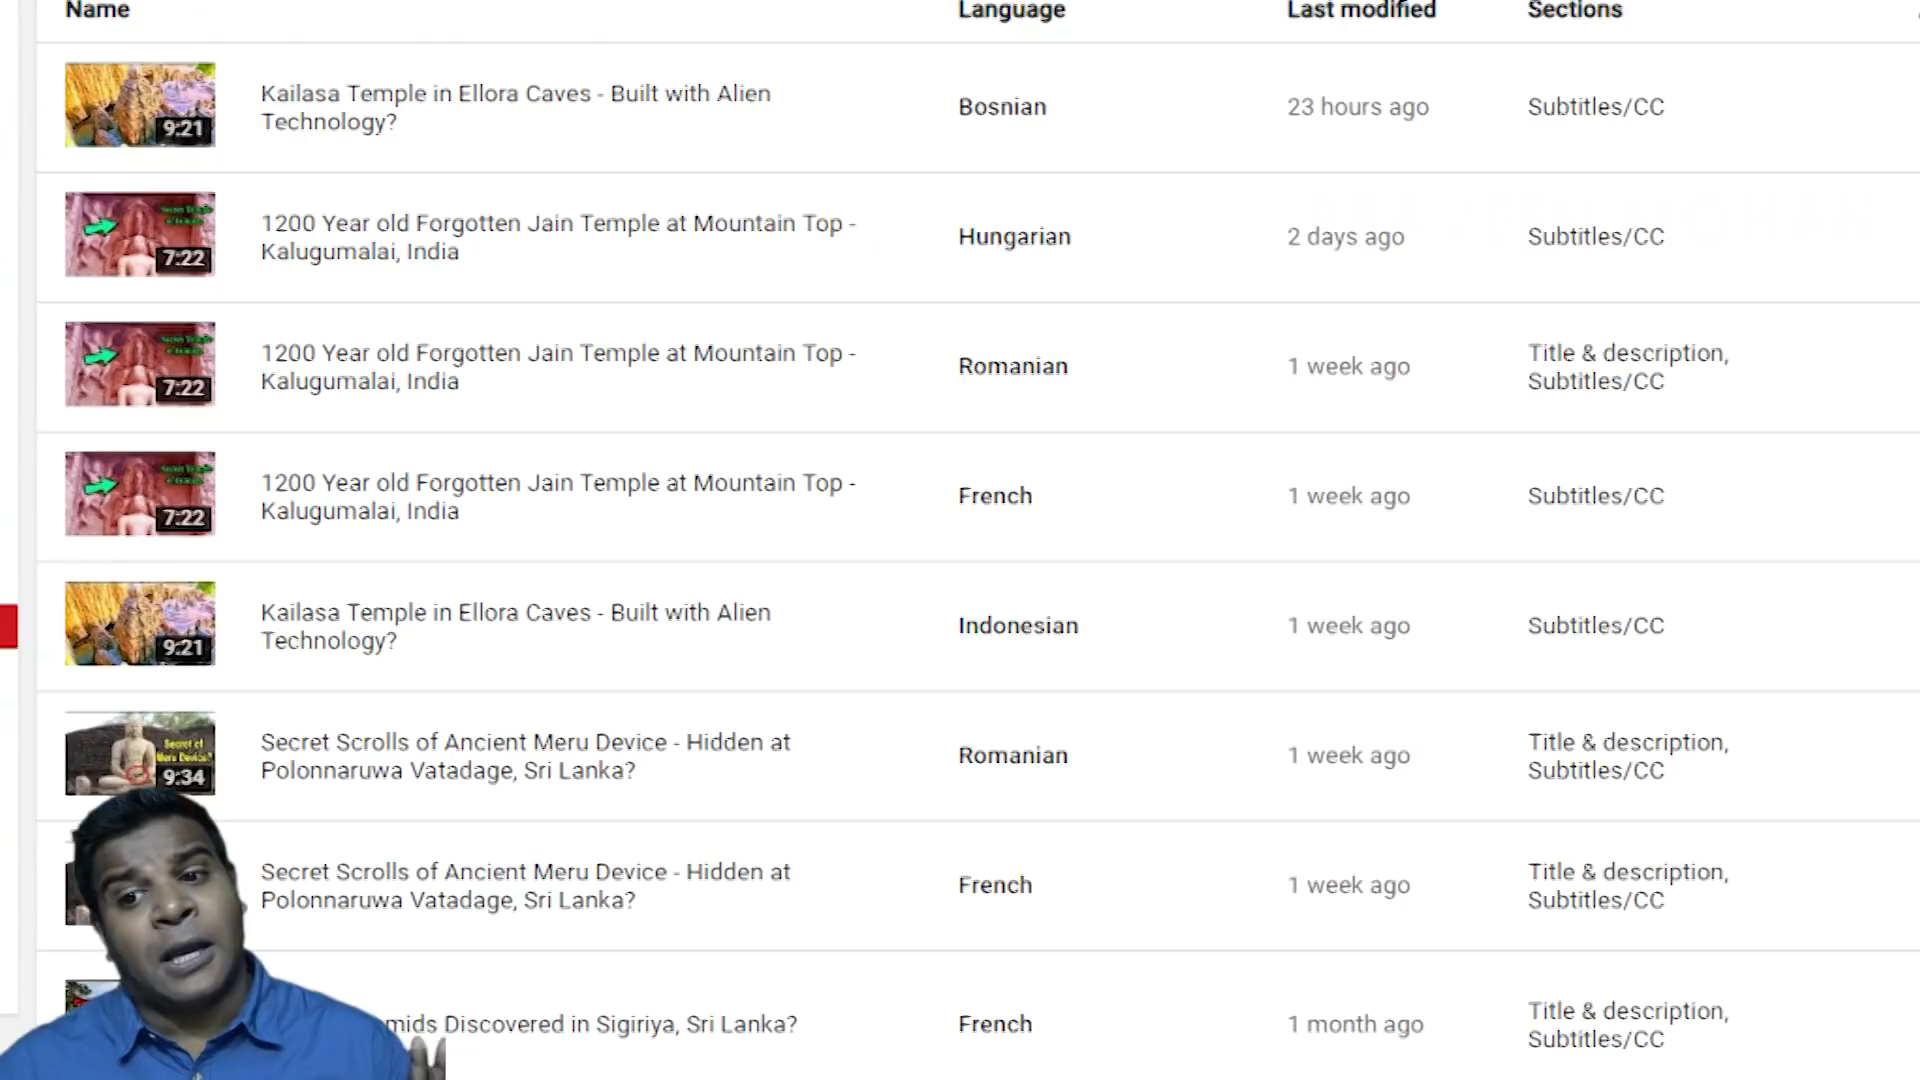 Name Language Last modified Sections
Kailasa Temple in Ellora Caves - Built with Alien
Technology?
Bosnian 23 hours ago Subtitles/CC
9:21
1200 Year old Forgotten Jain Temple at Mountain Top -
Kalugumalai, India
Hungarian 2 days ago Subtitles/CC
7:22
1200 Year old Forgotten Jain Temple at Mountain Top -
Kalugumalai, India
Romanian 1 week ago Title & description,
Subtitles/CC
7:22
1200 Year old Forgotten Jain Temple at Mountain Top -
Kalugumalai, India
French 1 week ago Subtitles/CC
7:22
Kailasa Temple in Ellora Caves - Built with Alien
Technology?
Indonesian 1 week ago Subtitles/CC
9:21
Secret Scrolls of Ancient Meru Device - Hidden at
Polonnaruwa Vatadage, Sri Lanka?
Romanian 1 week ago Title & description,
Subtitles/CC
Secret of
Meru Device?
9:34
Secret Scrolls of Ancient Meru Device - Hidden at
Polonnaruwa Vatadage, Sri Lanka?
French 1 week ago Title & description,
Subtitles/CC
mids Discovered in Sigiriya, Sri Lanka?
French 1 month ago Title & description,
Subtitles/CC